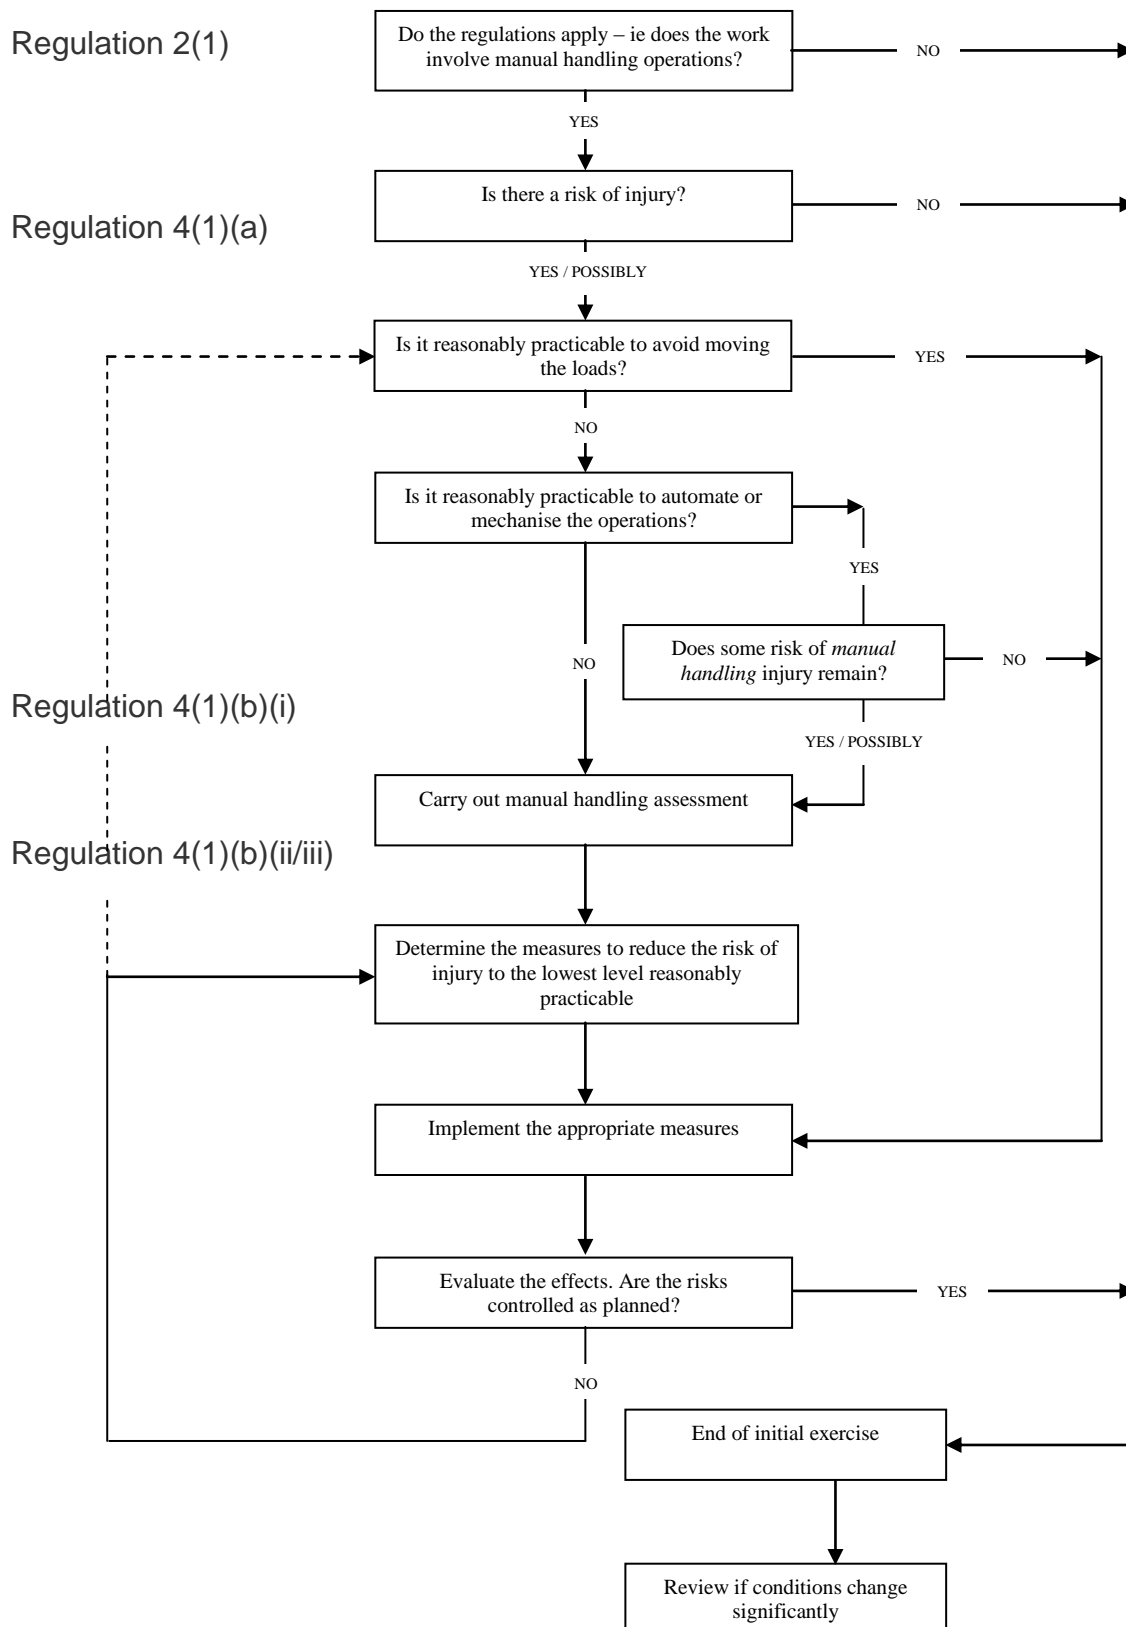 Regulation 2(1)
Do the regulations apply – ie does the work
involve manual handling operations?
NO
YES
Is there a risk of injury?
NO
Regulation 4(1)(a)
YES / POSSIBLY
Is it reasonably practicable to avoid moving
the loads?
YES
NO
Is it reasonably practicable to automate or
mechanise the operations?
YES
Does some risk of manual
handling injury remain?
NO
NO
Regulation 4(1)(b)(i)
YES / POSSIBLY
Carry out manual handling assessment
Regulation 4(1)(b)(ii/iii)
Determine the measures to reduce the risk of
injury to the lowest level reasonably
practicable
Implement the appropriate measures
Evaluate the effects. Are the risks
controlled as planned?
YES
NO
End of initial exercise
Review if conditions change
significantly